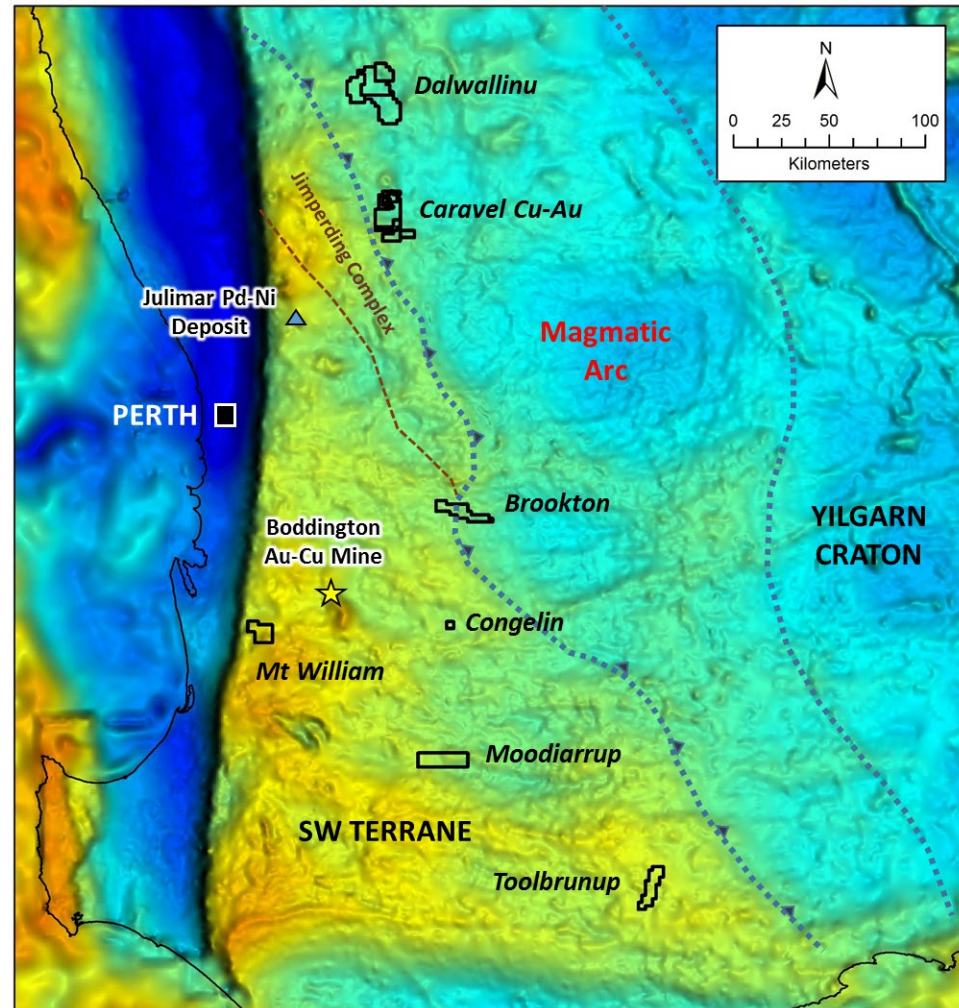 N
0 25 50 100
Kilometers
Dalwallinu
Caravel Cu-Au
Jimperding Complex
Julimar Pd-Ni
Deposit
Magmatic
Arc
PERTH
Brookton
YILGARN
CRATON
Boddington
Au-Cu Mine
Congelin
Mt William
Moodiarrup
SW TERRANE
Toolbrunup